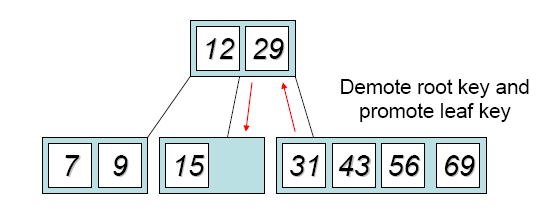 12 29
Demote root key and
promote leaf key
7 9 15 31 43 56 69